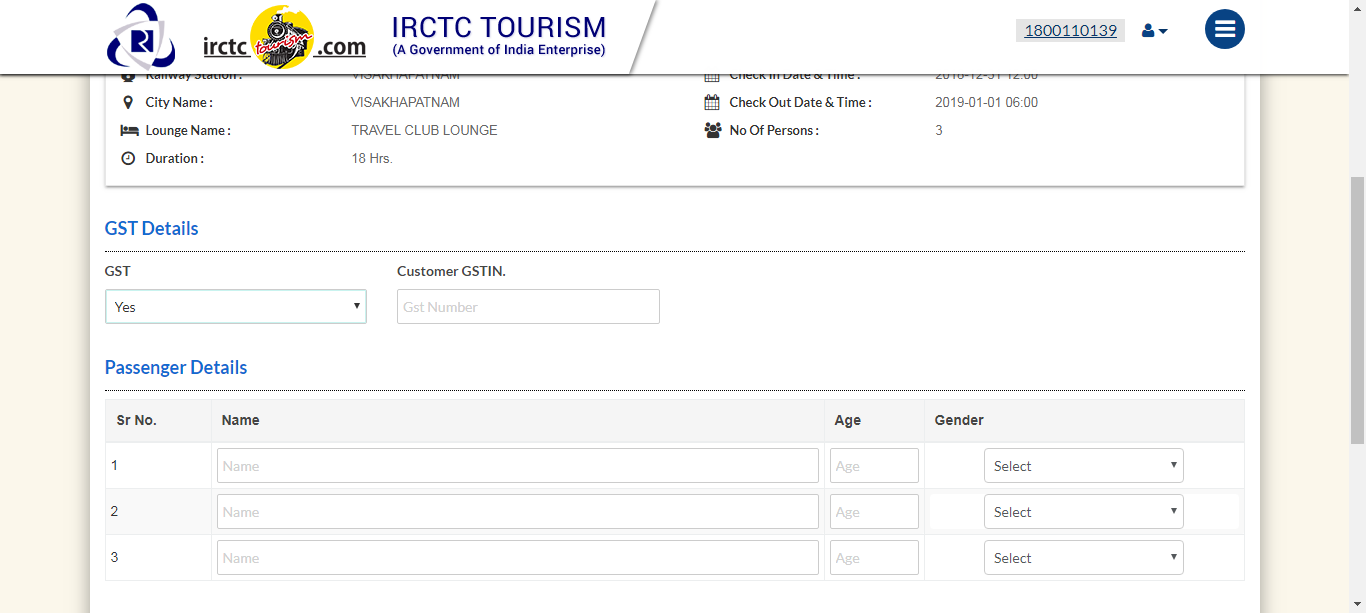 irctc tourism .com
IRCTC TOURISM
(A Government of India Enterprise)
1800110139
Railway Station : VISAKHAPATNAM Check In Date & Time : 2018-12-31 12:00
City Name : VISAKHAPATNAM Check Out Date & Time : 2019-01-01 06:00
Lounge Name : TRAVEL CLUB LOUNGE No Of Persons : 3
Duration : 18 Hrs.
GST Details
GST Customer GSTIN.
Yes Gst Number
Passenger Details
Sr No. Name Age Gender
1 Name Age Select
2 Name Age Select
3 Name Age Select